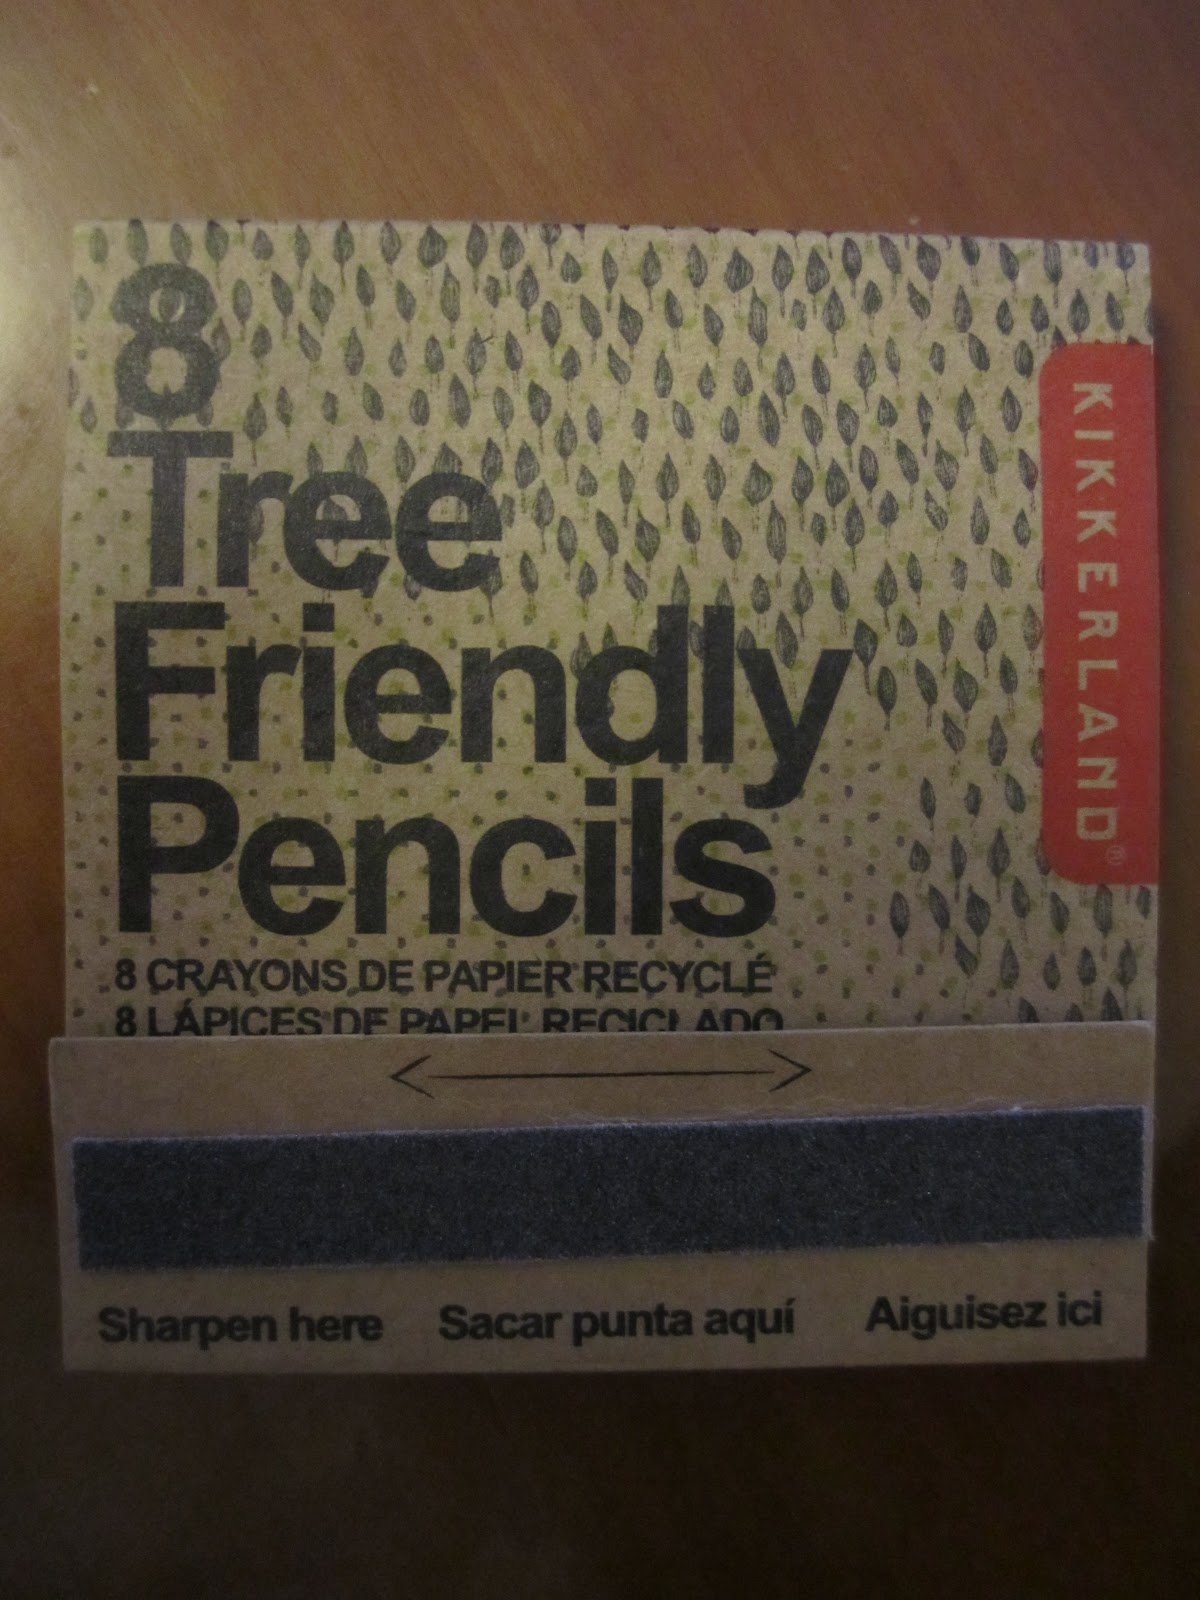 8
Tree
Friendly
Pencils
8 CRAYONS DE PAPIER RECYCLÉ
8 LÁPICES DE PAPEL RECICLADO
KIKKERLAND®
Sharpen here Sacar punta aquí Aiguisez ici